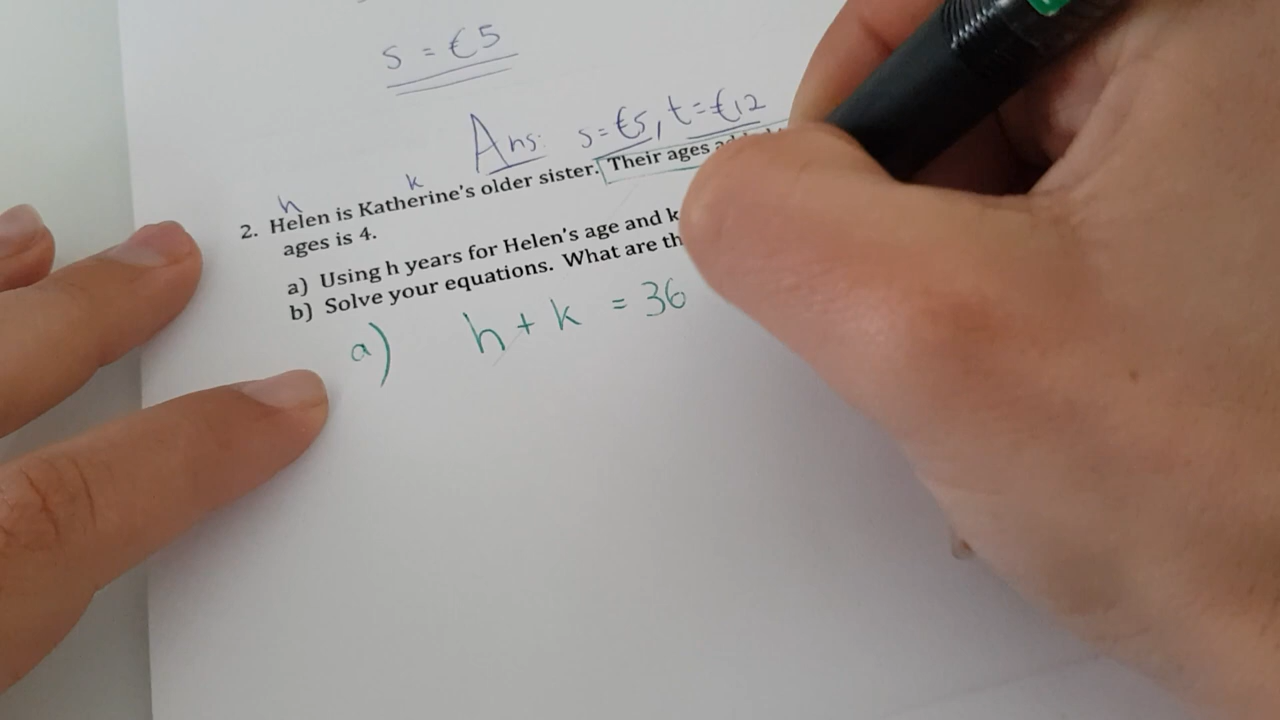 s = €5
Ans: s=€5, t=€12
h k
2. Helen is Katherine's older sister. Their ages
ages is 4.
a) Using h years for Helen's age and k
b) Solve your equations. What are
a) h + k = 36